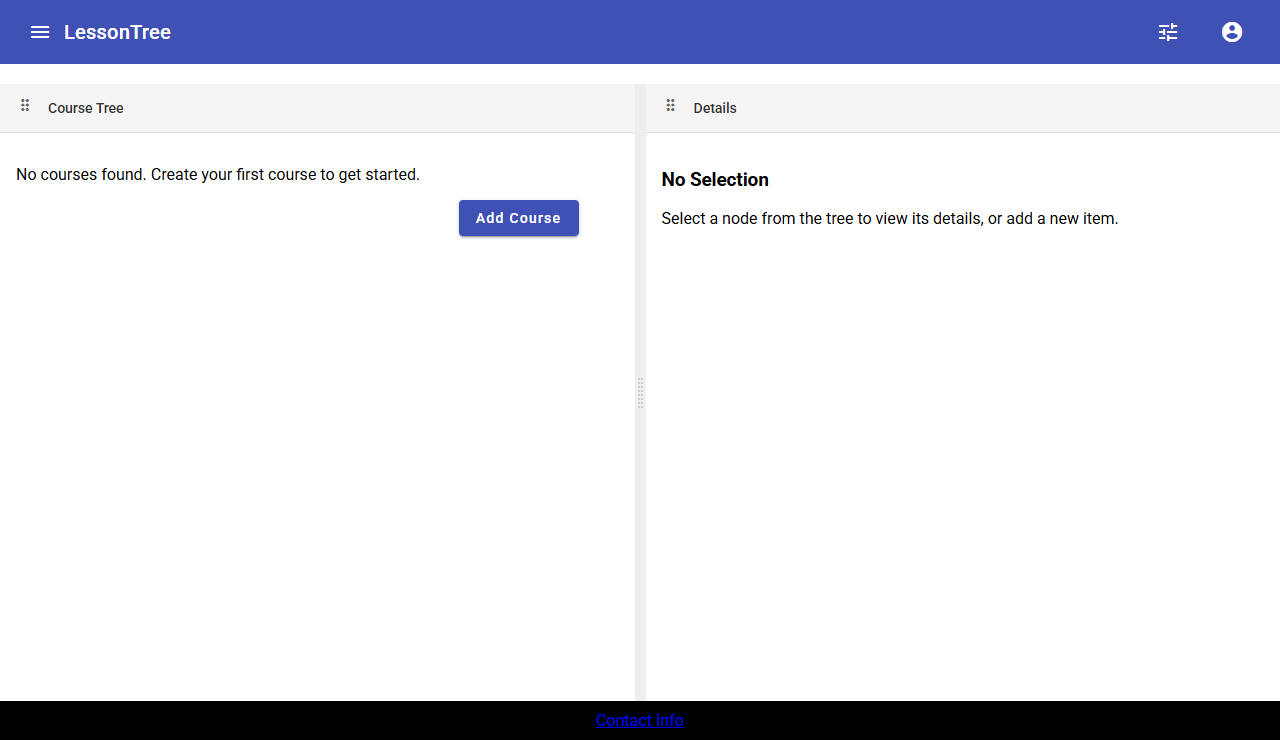 LessonTree
Course Tree
Details
No courses found. Create your first course to get started.
Add Course
No Selection
Select a node from the tree to view its details, or add a new item.
Contact Info